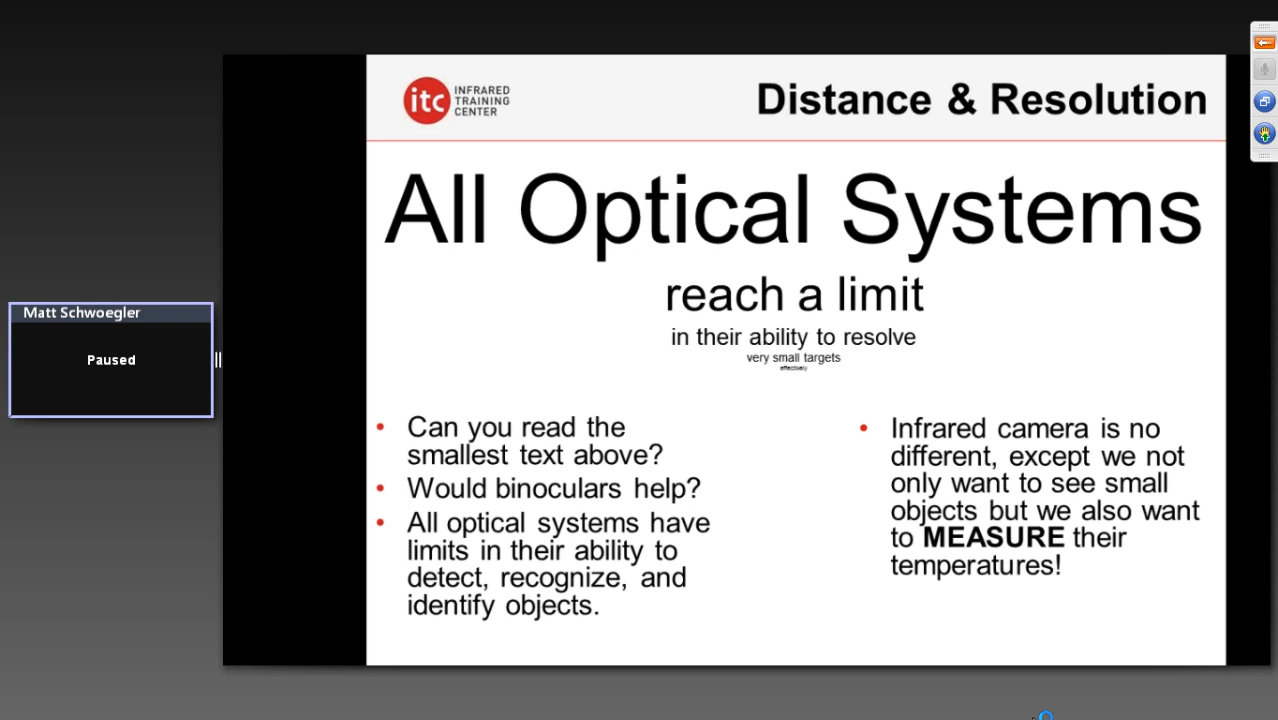 itc INFRARED
TRAINING
CENTER
Distance & Resolution
All Optical Systems
reach a limit
in their ability to resolve
very small targets
effectively
Matt Schwoegler
Paused
• Can you read the
smallest text above?
• Would binoculars help?
• All optical systems have
limits in their ability to
detect, recognize, and
identify objects.
• Infrared camera is no
different, except we not
only want to see small
objects but we also want
to MEASURE their
temperatures!